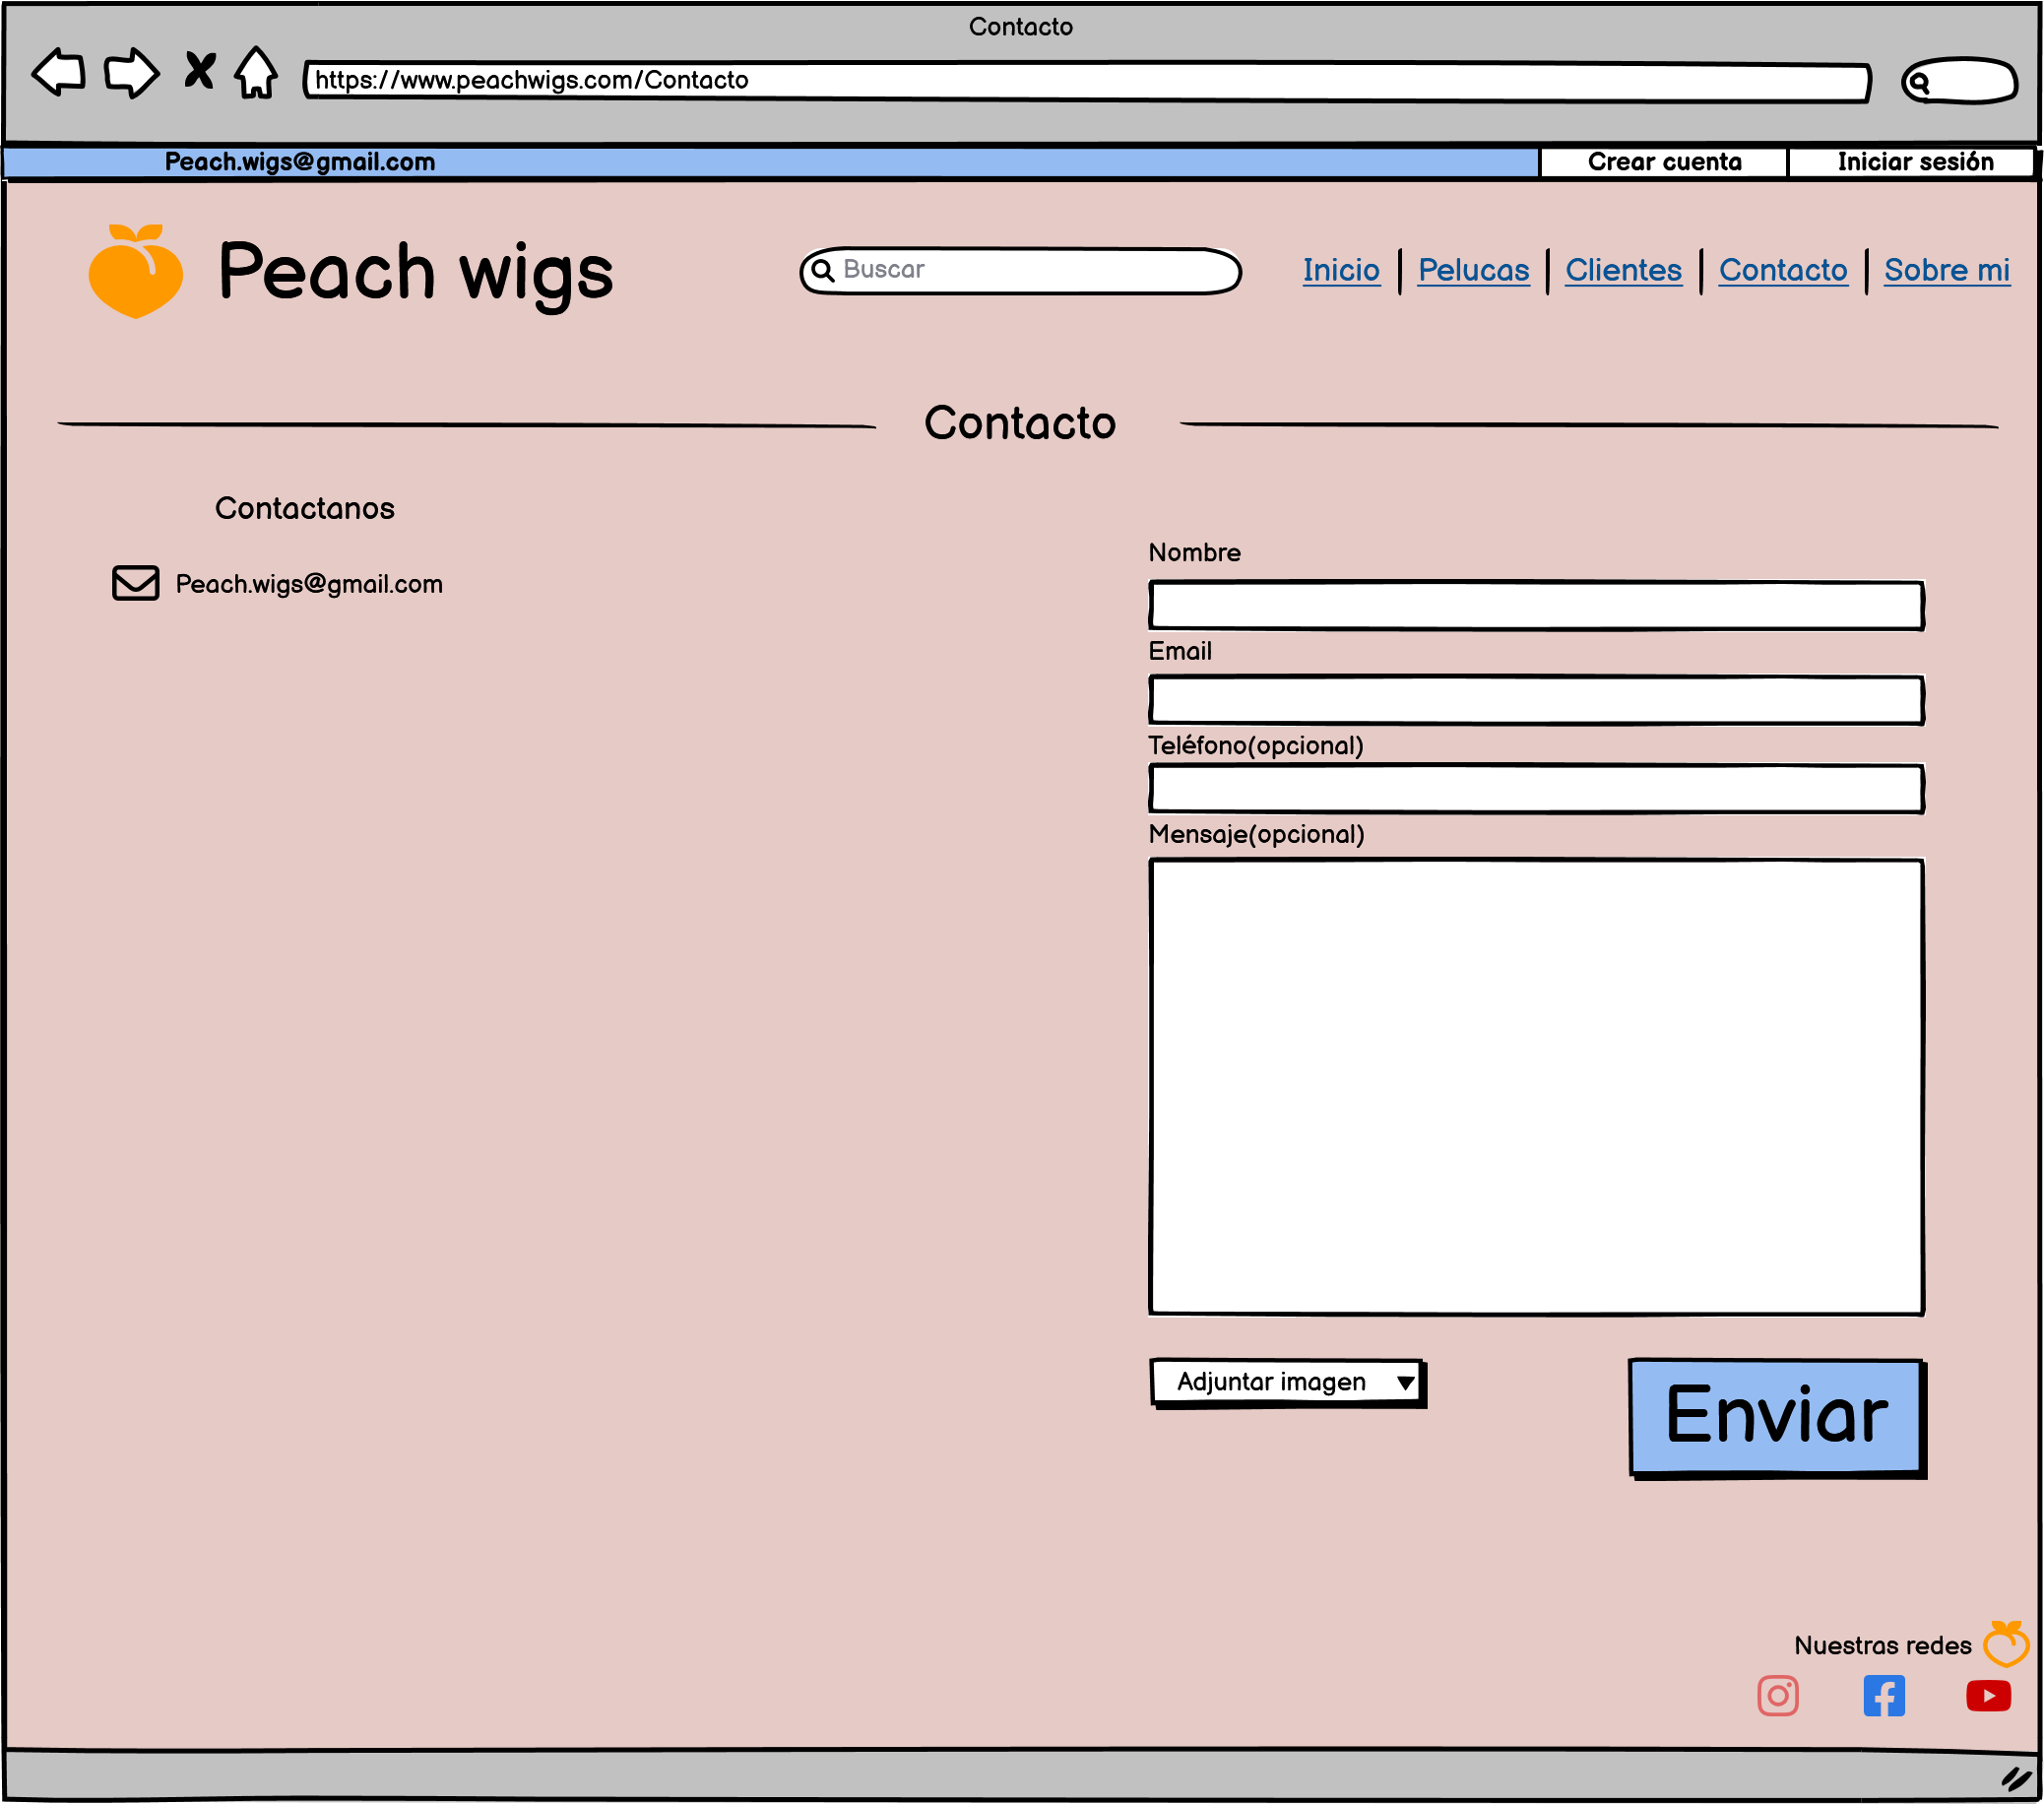 Contacto
https://www.peachwigs.com/Contacto
Peach.wigs@gmail.com
Crear cuenta
Iniciar sesión
Peach wigs
Buscar
Inicio
Pelucas
Clientes
Contacto
Sobre mi
Contacto
Contactanos
Peach.wigs@gmail.com
Nombre
Email
Teléfono(opcional)
Mensaje(opcional)
Adjuntar imagen
Enviar
Nuestras redes